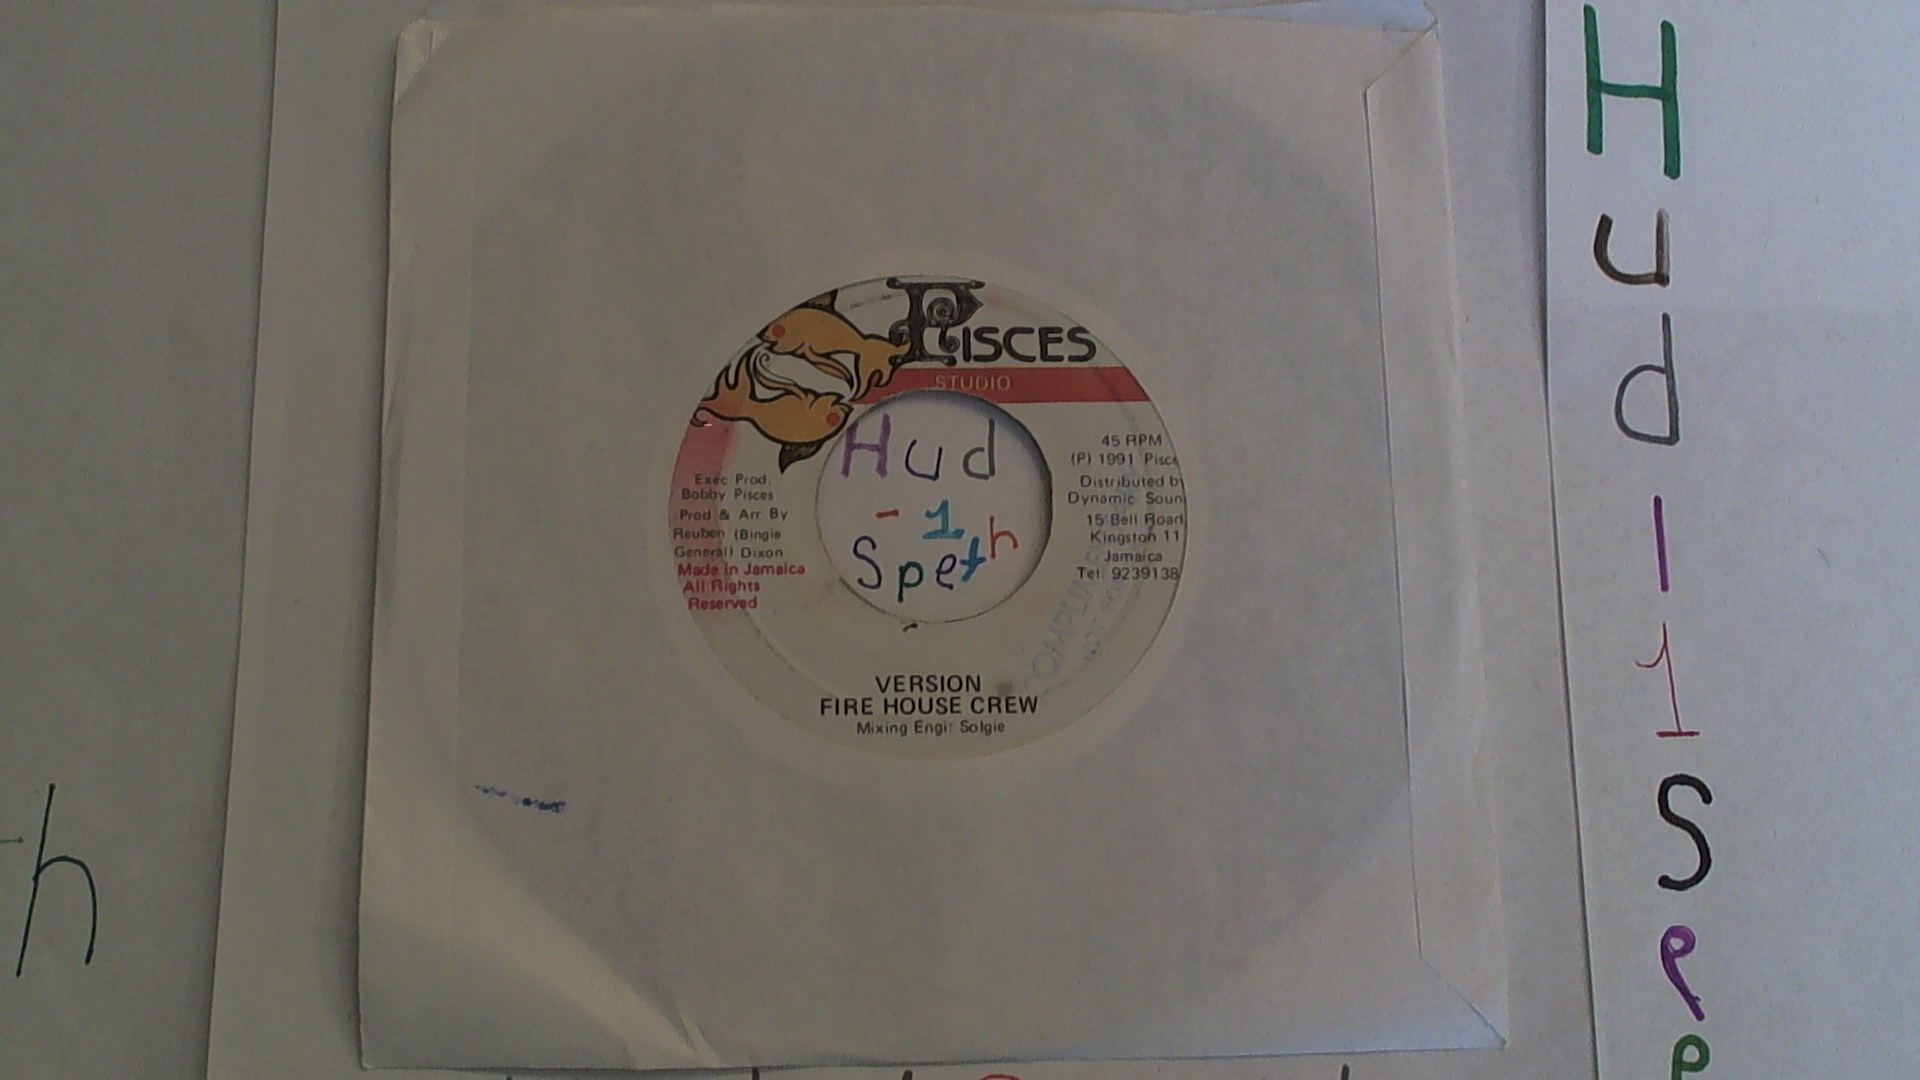 PISCES
STUDIO
Hud
- 1
Speth
Exec Prod.
Bobby Pisces
Prod & Arr By
Reuben (Bingie
General) Dixon
Made in Jamaica
All Rights
Reserved
45 RPM
(P) 1991 Pisce
Distributed b
Dynamic Soun
15 Bell Road
Kingston 11
Jamaica
Tel: 9239138
VERSION
FIRE HOUSE CREW
Mixing Engi: Solgie
h
H
u
d
-
1
S
p
e